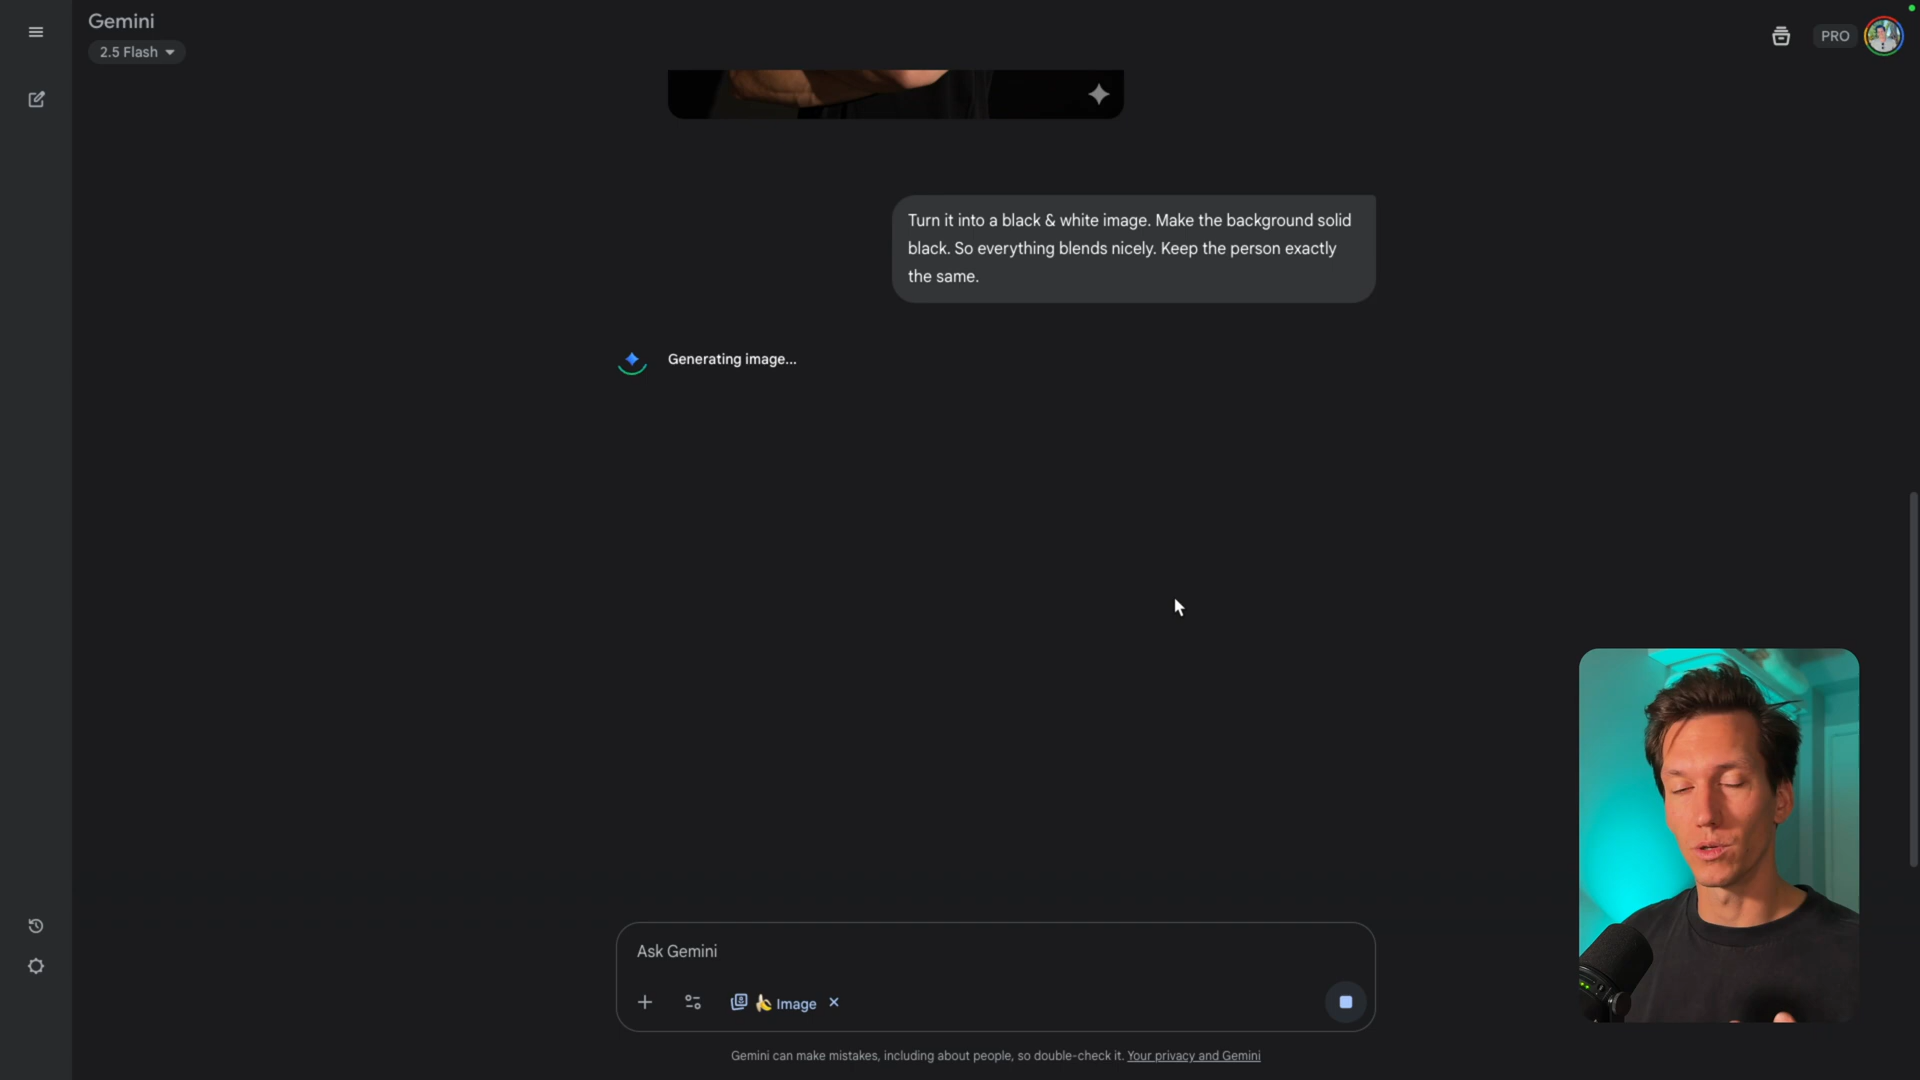 Gemini
2.5 Flash
PRO
Turn it into a black & white image. Make the background solid
black. So everything blends nicely. Keep the person exactly
the same.
Generating image...
Ask Gemini
Image
Gemini can make mistakes, including about people, so double-check it. Your privacy and Gemini